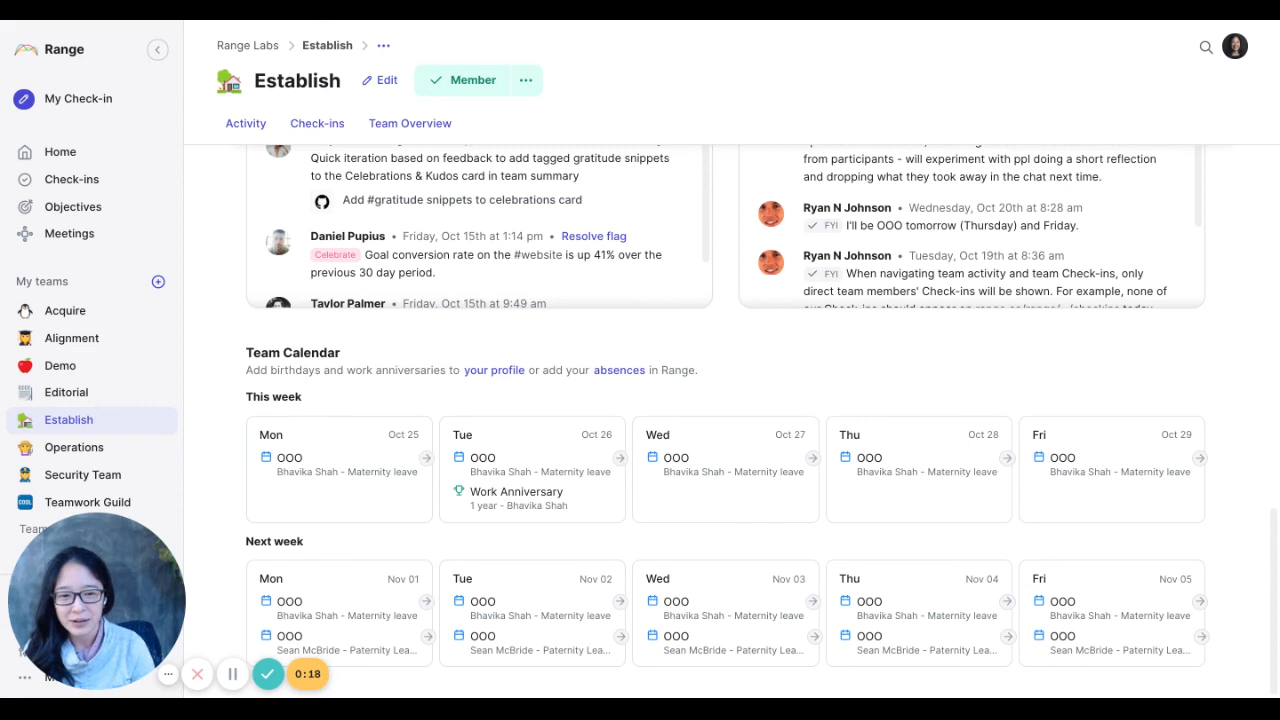 Range
My Check-in
Home
Check-ins
Objectives
Meetings
My teams
Acquire
Alignment
Demo
Editorial
Establish
Operations
Security Team
COOL
Teamwork Guild
Range Labs
Establish
Establish
Edit
Member
Activity
Check-ins
Team Overview
Quick iteration based on feedback to add tagged gratitude snippets
to the Celebrations & Kudos card in team summary
Add #gratitude snippets to celebrations card
Daniel Pupius • Friday, Oct 15th at 1:14 pm • Resolve flag
Celebrate Goal conversion rate on the #website is up 41% over the
previous 30 day period.
Taylor Palmer • Friday, Oct 15th at 9:49 am
from participants - will experiment with ppl doing a short reflection
and dropping what they took away in the chat next time.
Ryan N Johnson • Wednesday, Oct 20th at 8:28 am
FYI I'll be OOO tomorrow (Thursday) and Friday.
Ryan N Johnson • Tuesday, Oct 19th at 8:36 am
FYI When navigating team activity and team Check-ins, only
direct team members' Check-ins will be shown. For example, none of
Team Calendar
Add birthdays and work anniversaries to your profile or add your absences in Range.
This week
Mon Oct 25
OOO
Bhavika Shah - Maternity leave
Tue Oct 26
OOO
Bhavika Shah - Maternity leave
Work Anniversary
1 year - Bhavika Shah
Wed Oct 27
OOO
Bhavika Shah - Maternity leave
Thu Oct 28
OOO
Bhavika Shah - Maternity leave
Fri Oct 29
OOO
Bhavika Shah - Maternity leave
Next week
Mon Nov 01
OOO
Bhavika Shah - Maternity leave
OOO
Sean McBride - Paternity Lea...
Tue Nov 02
OOO
Bhavika Shah - Maternity leave
OOO
Sean McBride - Paternity Lea...
Wed Nov 03
OOO
Bhavika Shah - Maternity leave
OOO
Sean McBride - Paternity Lea...
Thu Nov 04
OOO
Bhavika Shah - Maternity leave
OOO
Sean McBride - Paternity Lea...
Fri Nov 05
OOO
Bhavika Shah - Maternity leave
OOO
Sean McBride - Paternity Lea...
0:18